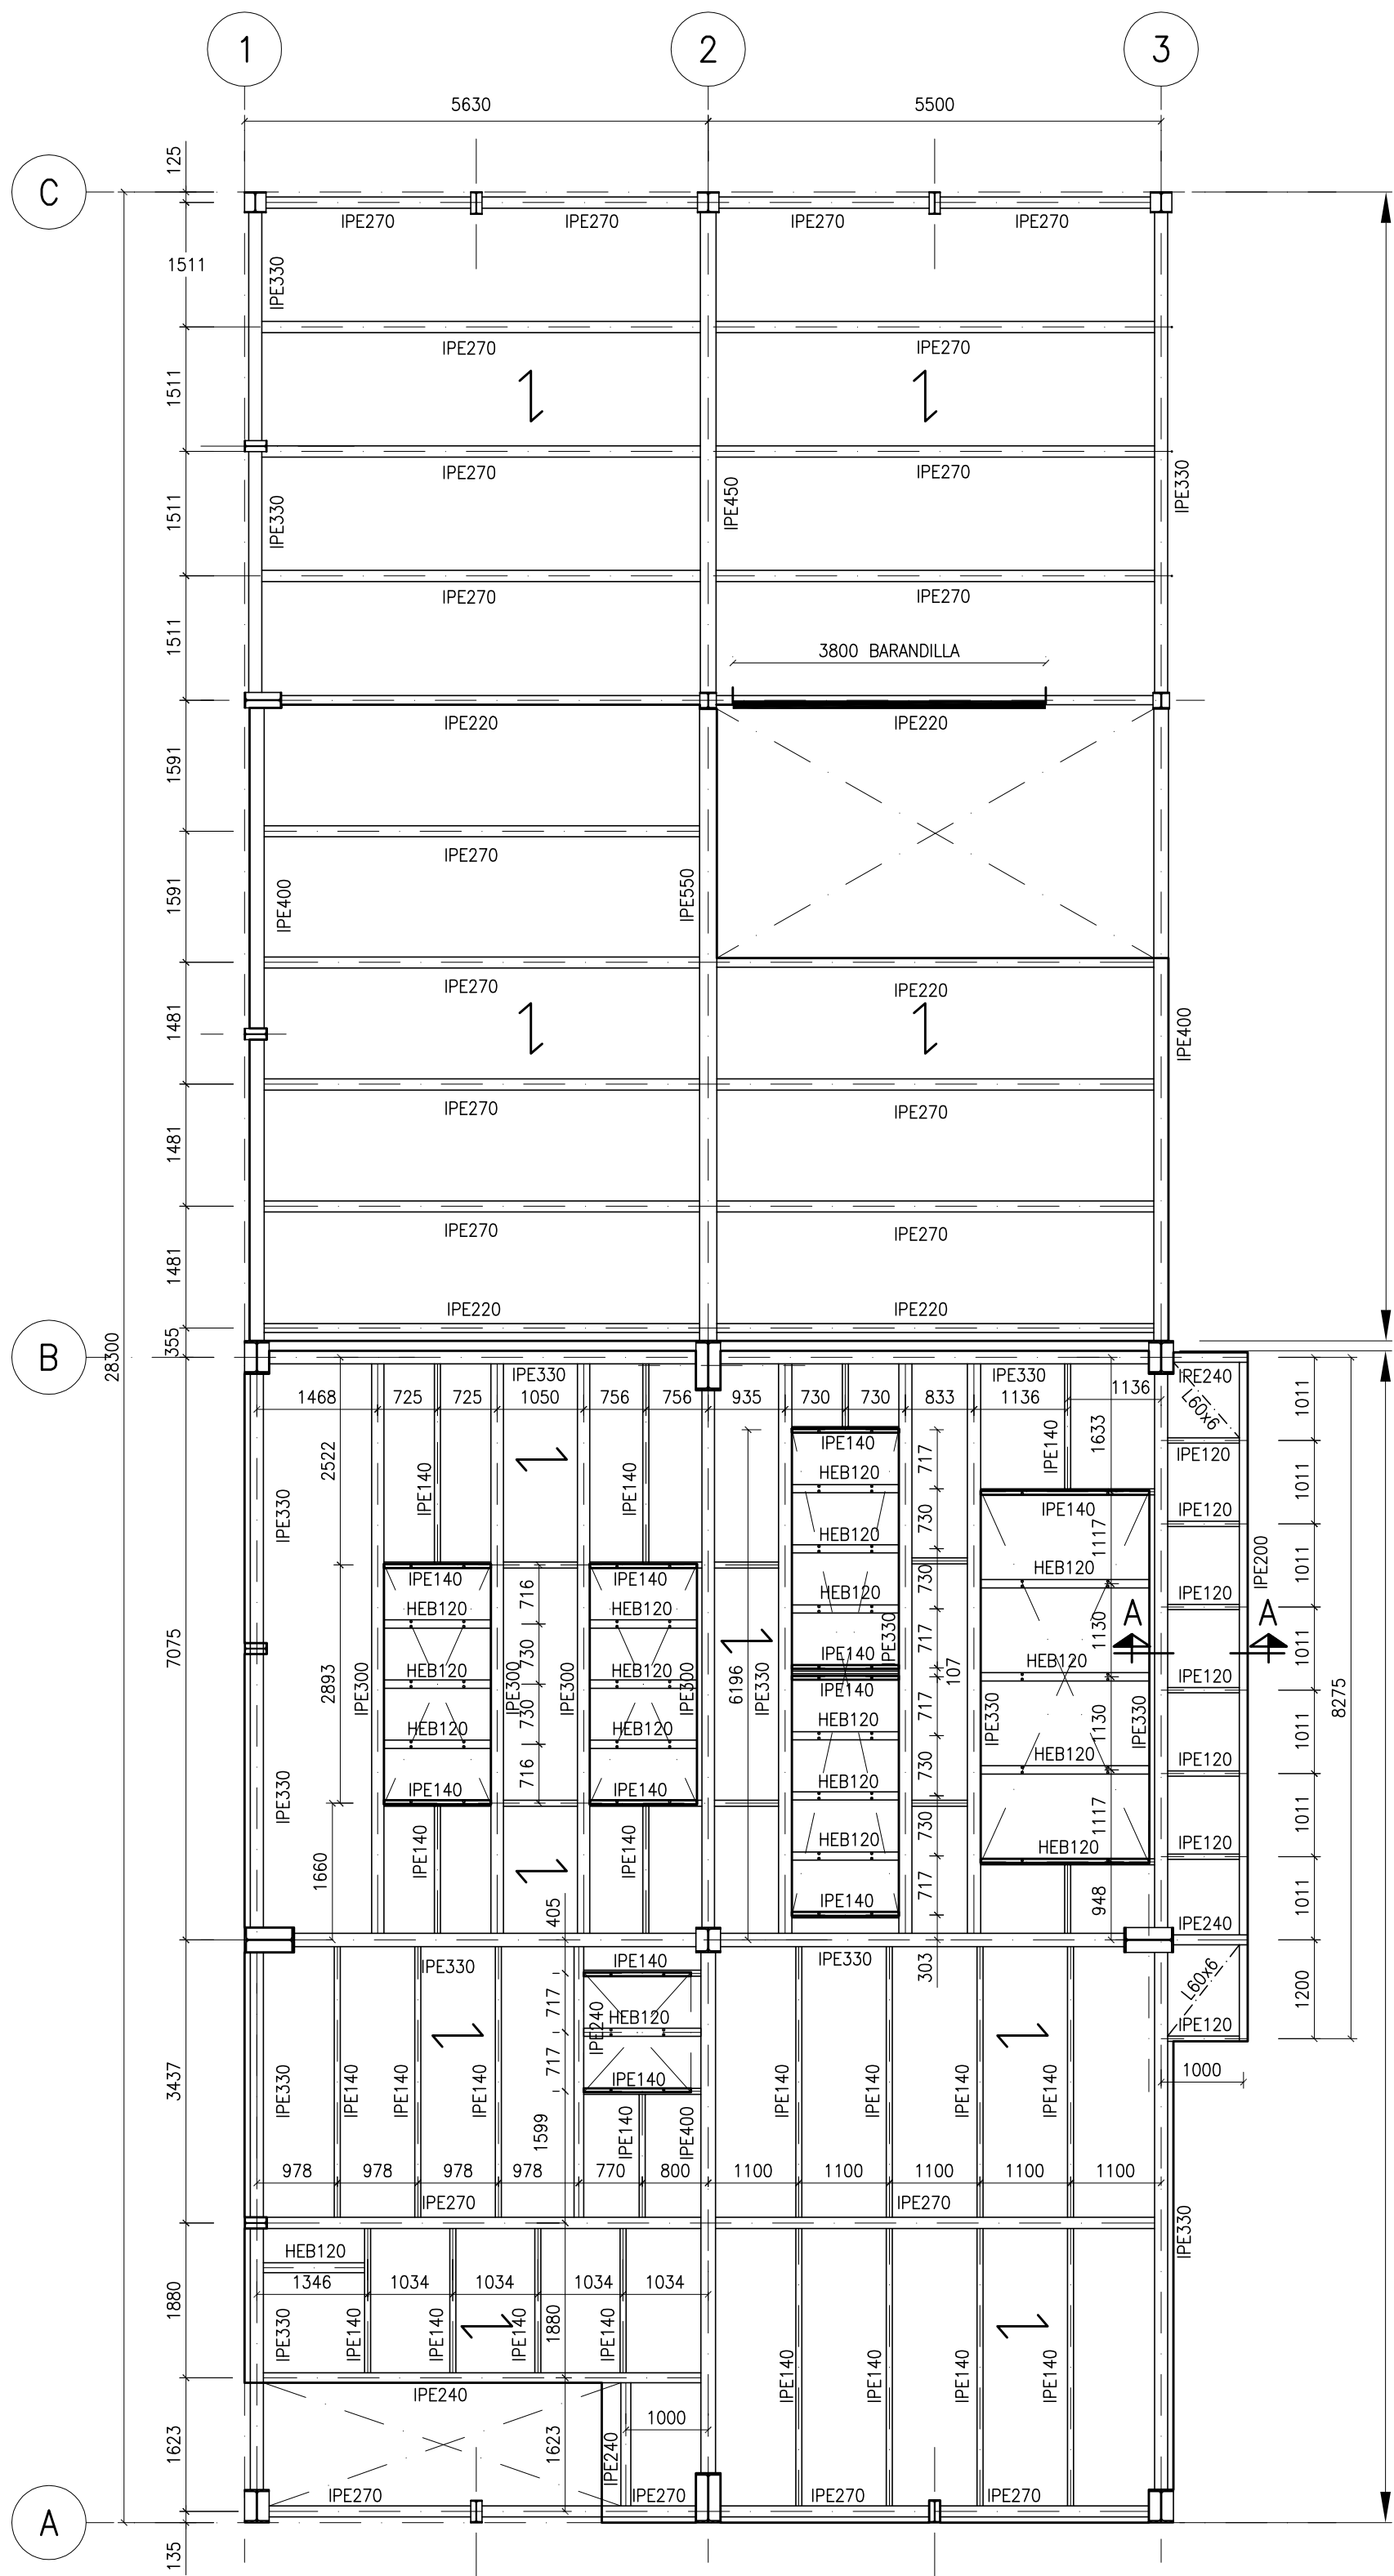 1
2
3
5630
5500
125
C
IPE270
IPE270
IPE270
IPE270
1511
IPE330
IPE270
IPE270
1511
IPE270
IPE270
IPE330
IPE450
IPE330
1511
IPE270
IPE270
1511
3800 BARANDILLA
IPE220
IPE220
1591
IPE270
IPE400
IPE550
1591
IPE270
IPE220
1481
IPE400
IPE270
IPE270
1481
IPE270
IPE270
1481
IPE220
IPE220
355
B
28300
IPE330
IPE330
IPE240
1468
725
725
1050
756
756
935
730
730
833
1136
1136
L60x6
1011
2522
IPE140
717
IPE140
1633
IPE120
IPE330
IPE140
IPE140
HEB120
730
IPE140
1011
IPE120
HEB120
1117
IPE200
1011
IPE140
716
IPE140
730
HEB120
IPE120
HEB120
HEB120
HEB120
1011
A
A
7075
2893
IPE300
HEB120
IPE300
730
IPE300
HEB120
IPE300
6196
IPE330
IPE140
PE330
717
107
1130
HEB120
IPE120
IPE140
717
IPE330
IPE330
8275
1011
HEB120
730
HEB120
HEB120
1130
HEB120
IPE120
730
IPE330
IPE140
716
IPE140
HEB120
1011
1660
IPE140
IPE140
HEB120
730
1117
HEB120
IPE120
405
IPE140
717
948
1011
IPE240
IPE330
IPE140
IPE330
303
L60x6
1200
717
HEB120
IPE240
IPE120
3437
IPE330
IPE140
IPE140
IPE140
717
IPE140
IPE140
IPE400
IPE140
IPE140
IPE140
IPE140
1000
1599
978
978
978
978
770
800
1100
1100
1100
1100
1100
IPE270
IPE270
IPE330
HEB120
1346
1034
1034
1034
1034
1880
IPE330
IPE140
IPE140
IPE140
1880
IPE140
IPE140
IPE140
IPE140
IPE140
IPE240
1000
1623
1623
IPE240
IPE270
IPE270
IPE270
IPE270
A
135